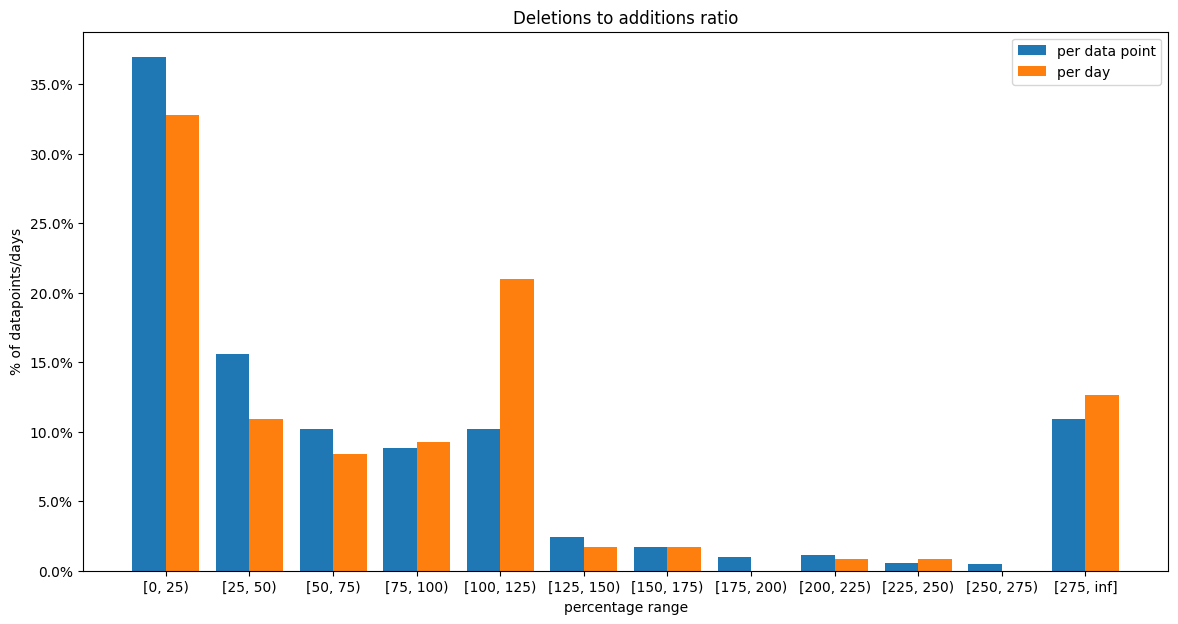 Deletions to additions ratio
per data point
per day
% of datapoints/days
35.0%
30.0%
25.0%
20.0%
15.0%
10.0%
5.0%
0.0%
[0, 25) [25, 50) [50, 75) [75, 100) [100, 125) [125, 150) [150, 175) [175, 200) [200, 225) [225, 250) [250, 275) [275, inf]
percentage range